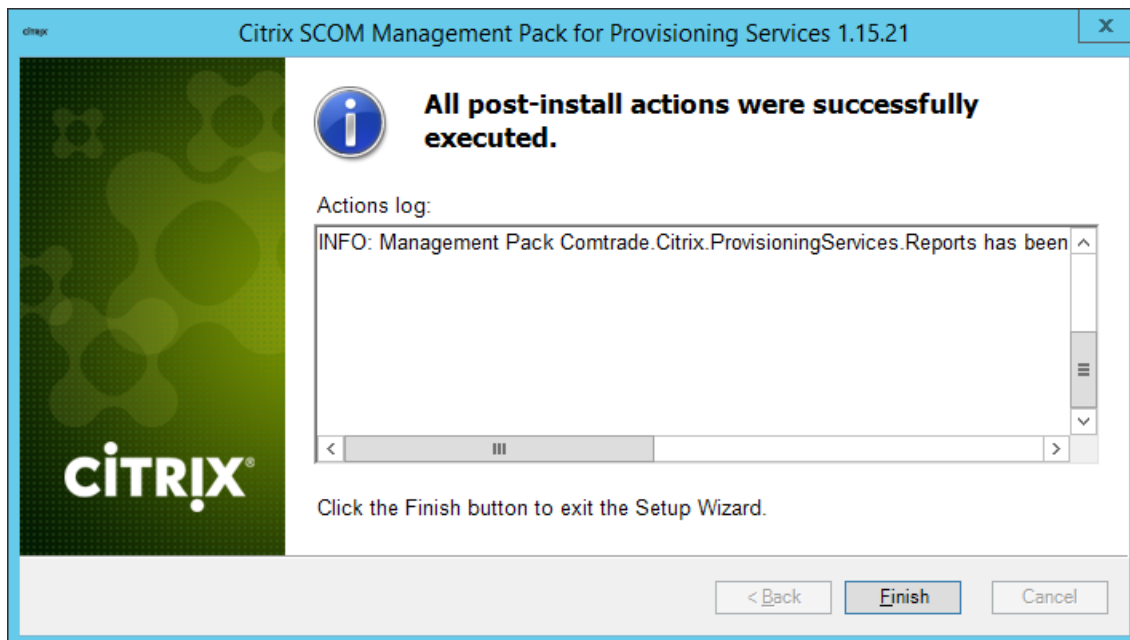 citrix
Citrix SCOM Management Pack for Provisioning Services 1.15.21
X
All post-install actions were successfully
executed.
Actions log:
INFO: Management Pack Comtrade.Citrix.ProvisioningServices.Reports has been
CİTRỊX®
Click the Finish button to exit the Setup Wizard.
< Back
Finish
Cancel